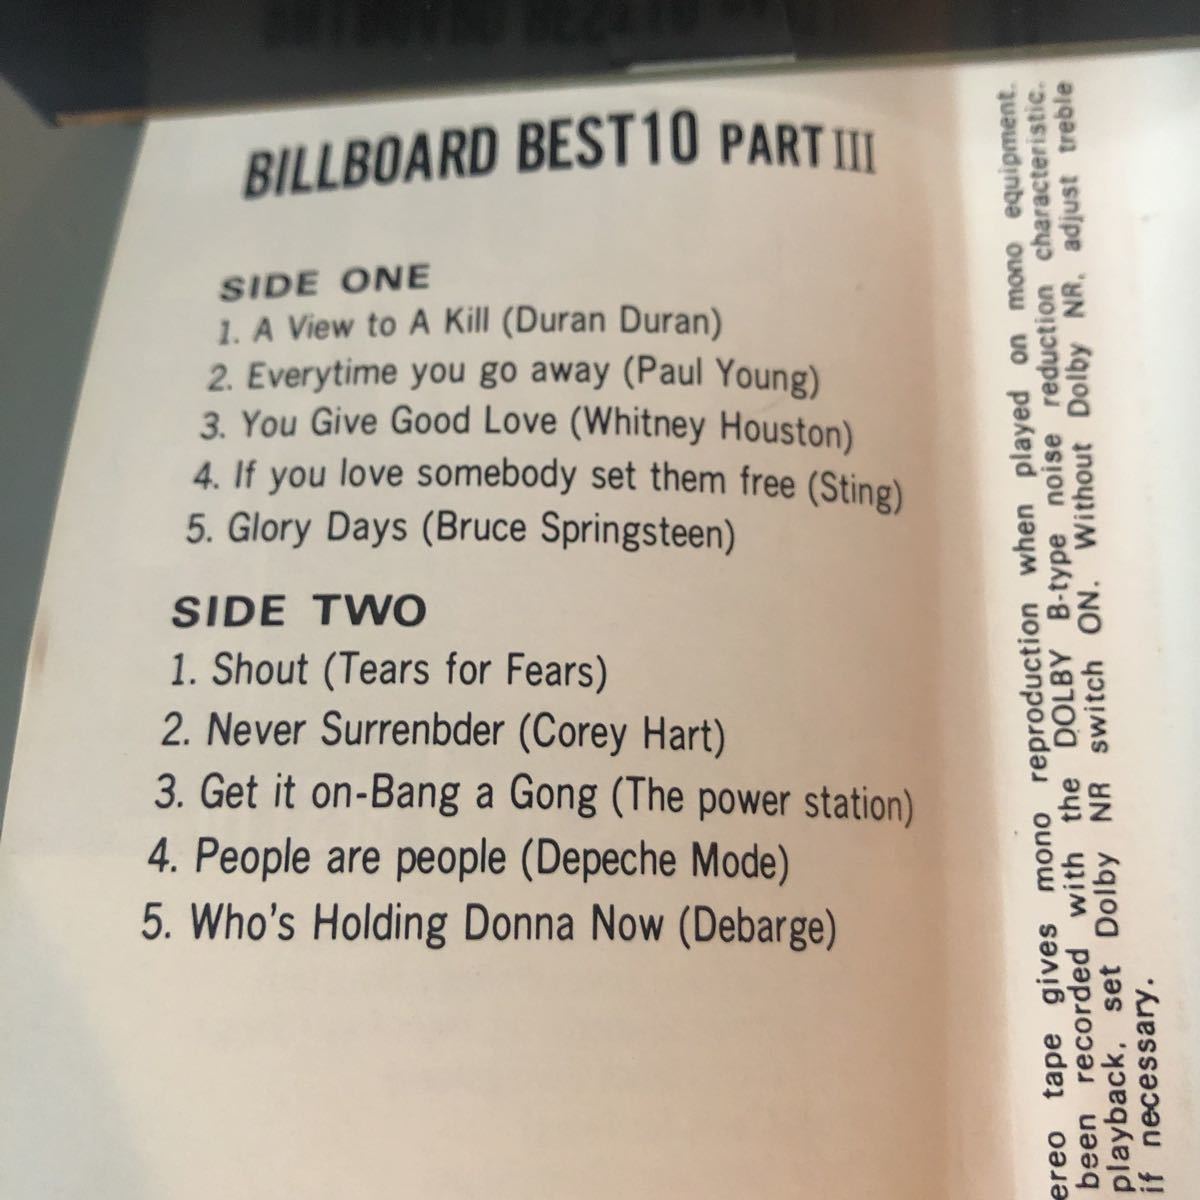 BILLBOARD BEST10 PART III
SIDE ONE
1. A View to A Kill (Duran Duran)
2. Everytime you go away (Paul Young)
3. You Give Good Love (Whitney Houston)
4. If you love somebody set them free (Sting)
5. Glory Days (Bruce Springsteen)
SIDE TWO
1. Shout (Tears for Fears)
2. Never Surrenbder (Corey Hart)
3. Get it on-Bang a Gong (The power station)
4. People are people (Depeche Mode)
5. Who's Holding Donna Now (Debarge)
ereo tape gives mono reproduction when played on mono equipment.
been recorded with the DOLBY B-type noise reduction characteristic.
playback, set Dolby NR switch ON. Without Dolby NR, adjust treble
if necessary.